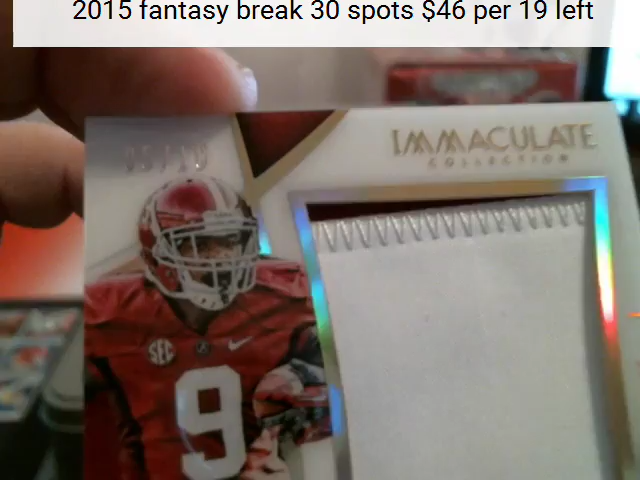 2015 fantasy break 30 spots $46 per 19 left
IMMACULATE
COLLECTION
SEC
9